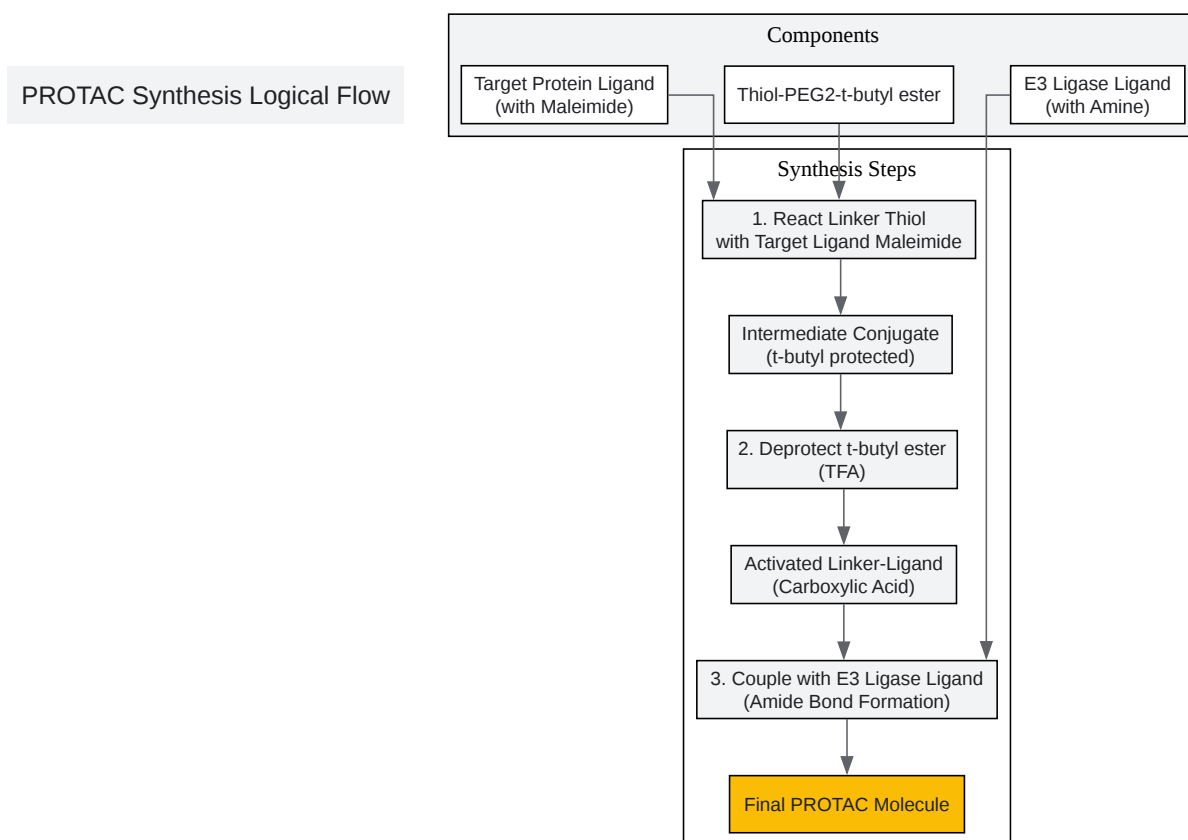 PROTAC Synthesis Logical Flow
Components
Target Protein Ligand
(with Maleimide)
Thiol-PEG2-t-butyl ester
E3 Ligase Ligand
(with Amine)
Synthesis Steps
1. React Linker Thiol
with Target Ligand Maleimide
Intermediate Conjugate
(t-butyl protected)
2. Deprotect t-butyl ester
(TFA)
Activated Linker-Ligand
(Carboxylic Acid)
3. Couple with E3 Ligase Ligand
(Amide Bond Formation)
Final PROTAC Molecule